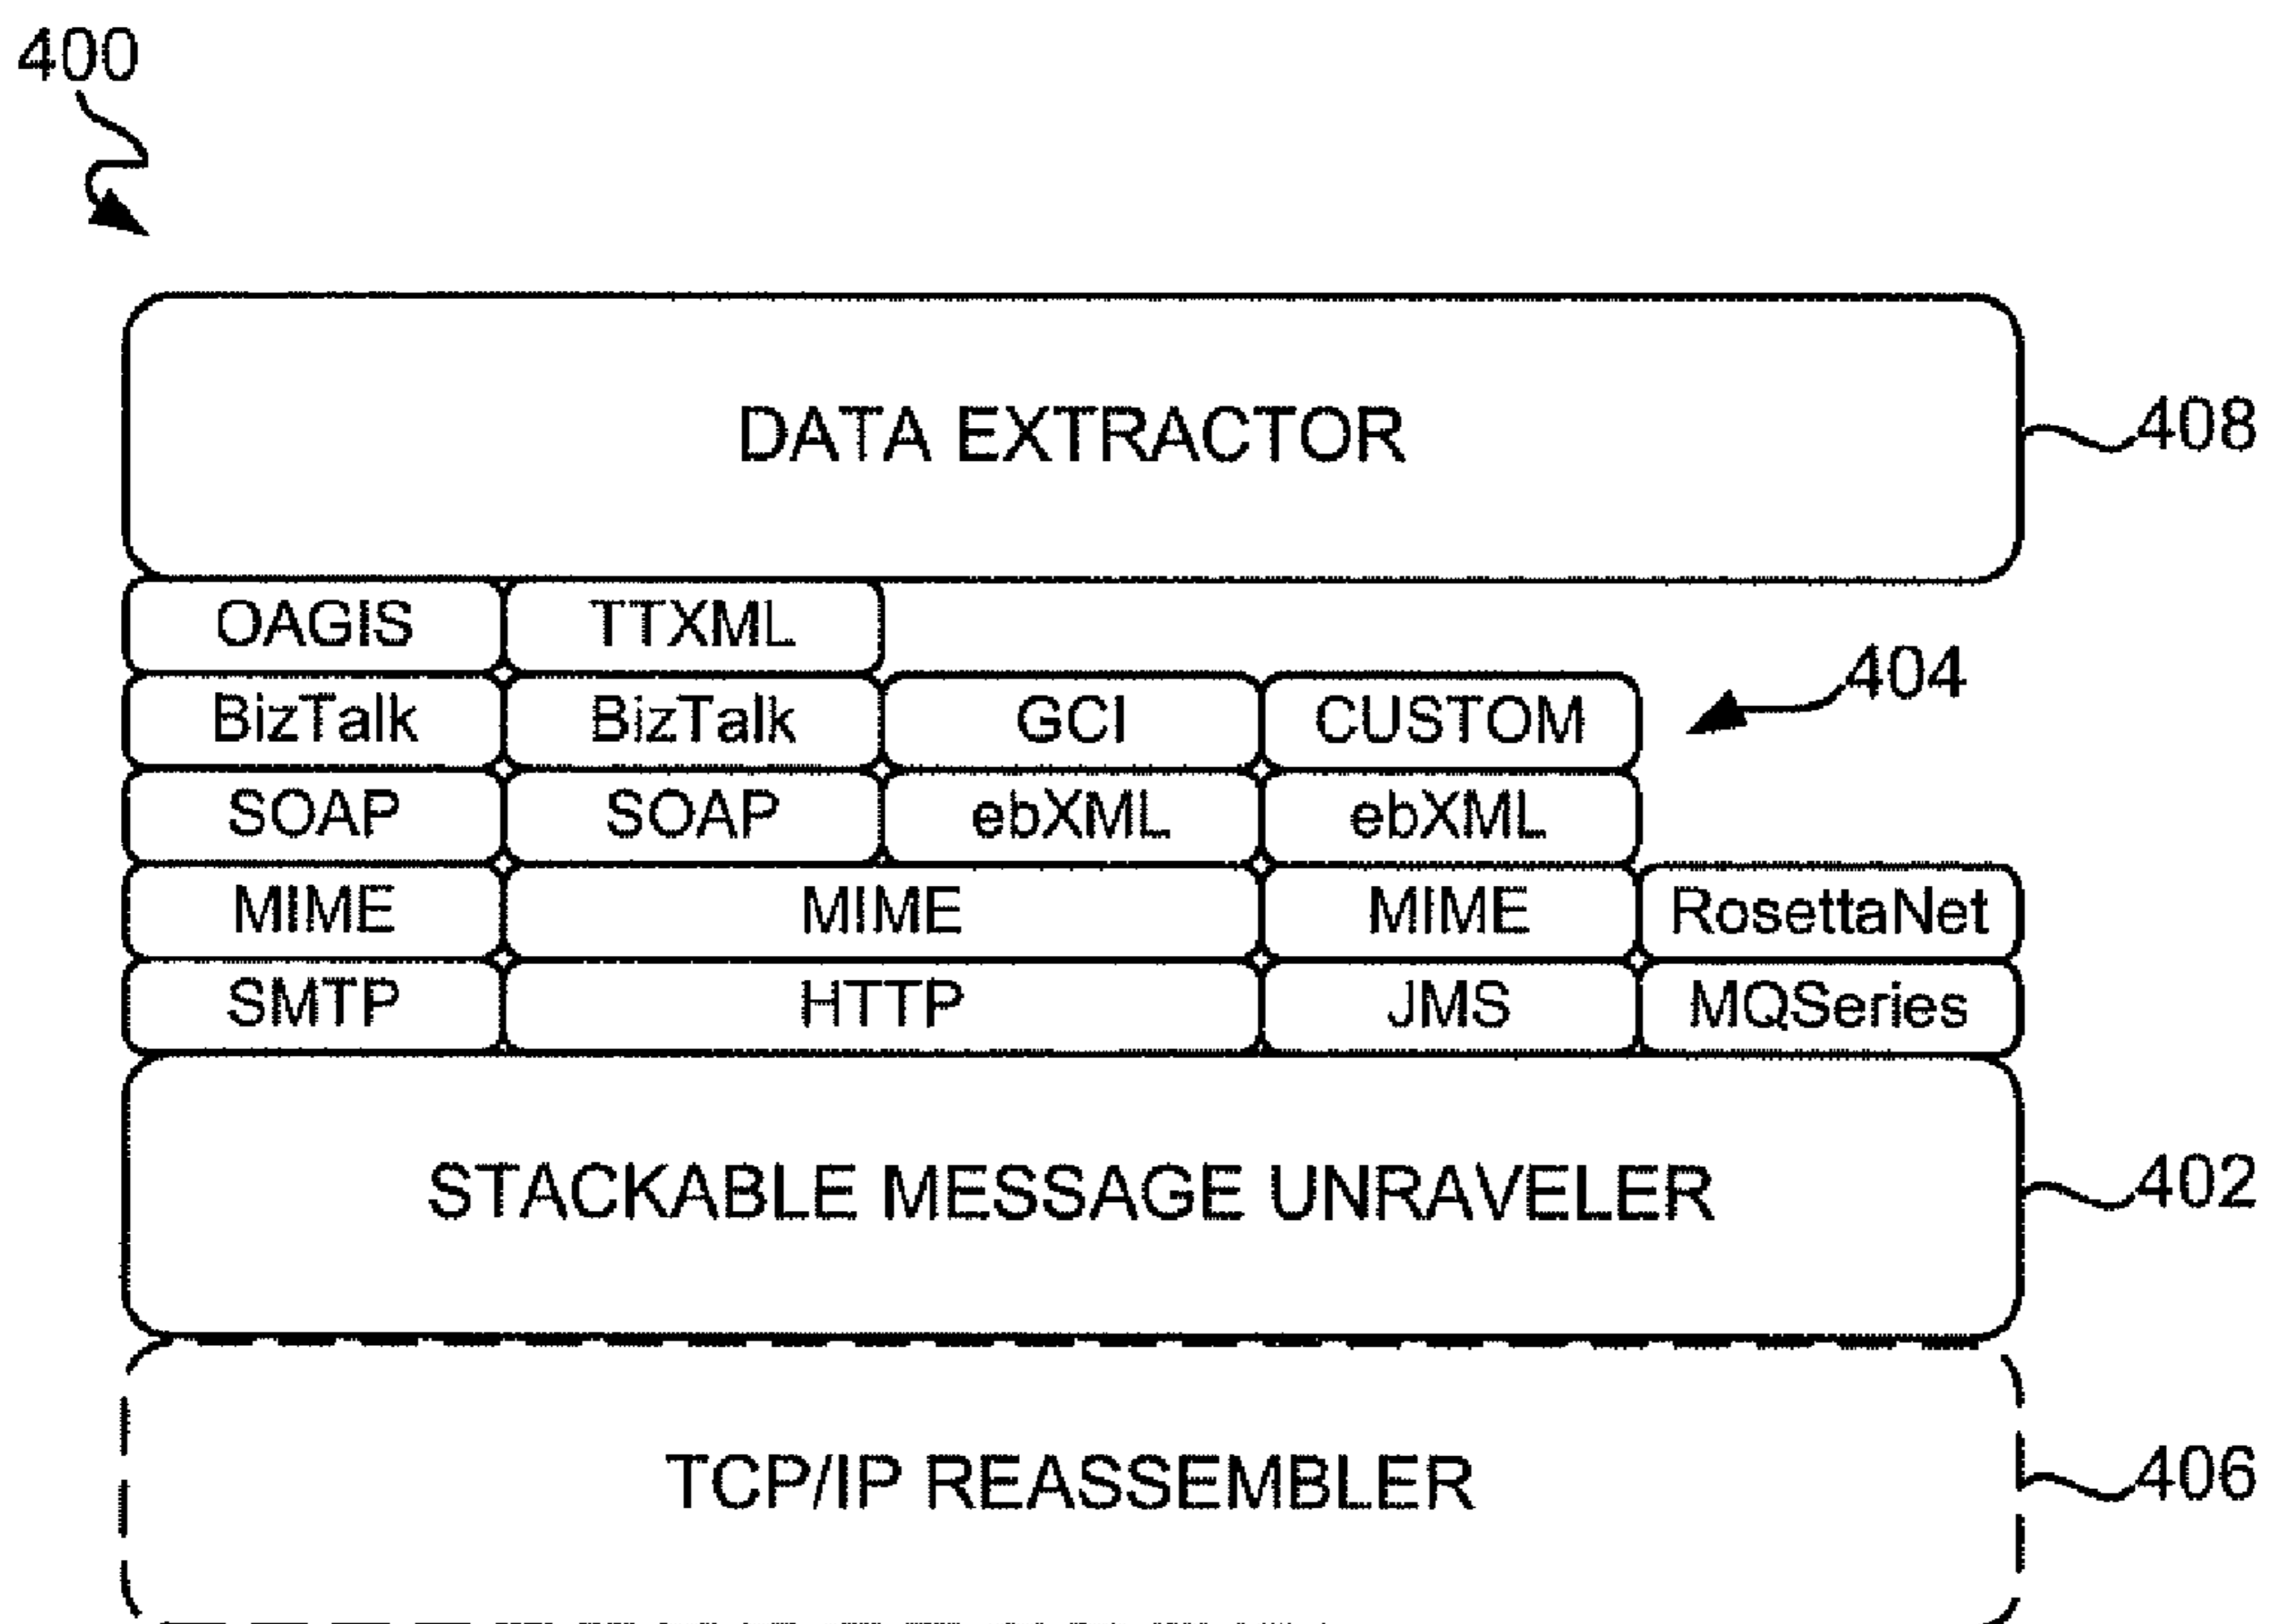 400
DATA EXTRACTOR
408
OAGIS TTXML
404
BizTalk BizTalk GCI CUSTOM
SOAP SOAP ebXML ebXML
MIME MIME MIME RosettaNet
SMTP HTTP JMS MQSeries
STACKABLE MESSAGE UNRAVELER
402
TCP/IP REASSEMBLER
406